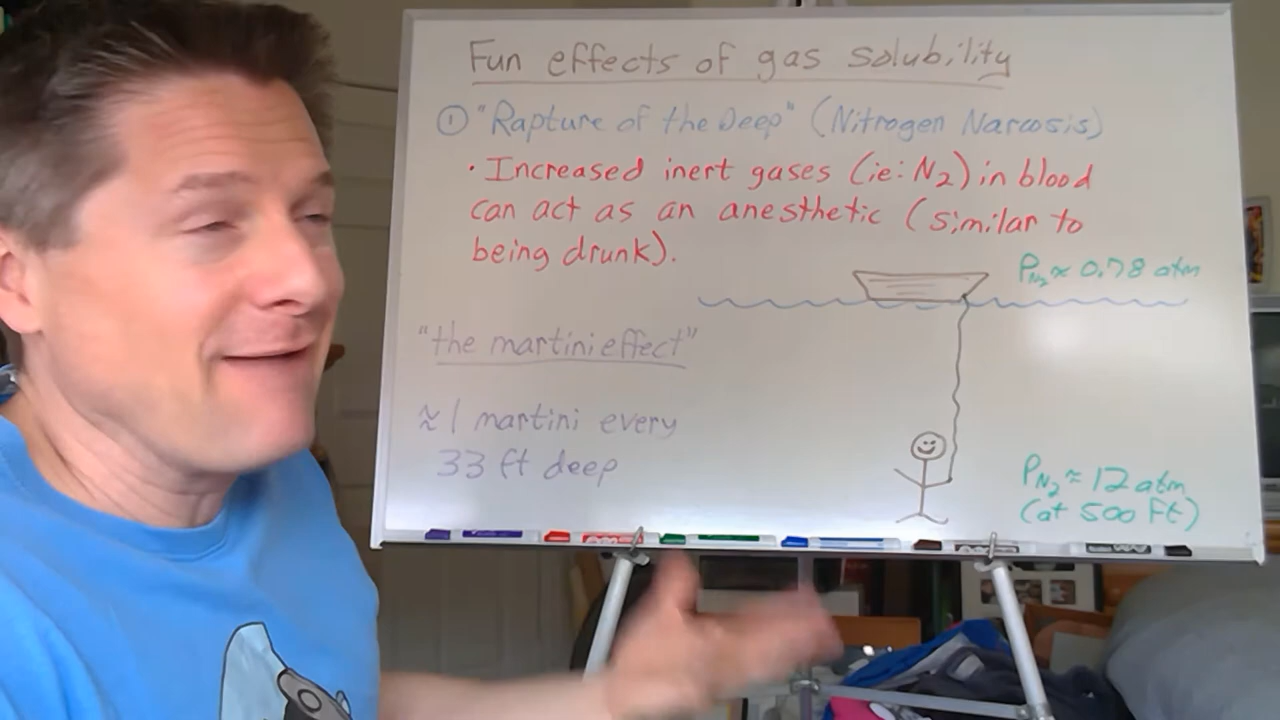 Fun effects of gas solubility
① "Rapture of the Deep" (Nitrogen Narcosis)
• Increased inert gases (ie: N₂) in blood
can act as an anesthetic (similar to
being drunk).
P_N₂ ≈ 0.78 atm
"the martini effect"
≈ 1 martini every
33 ft deep
P_N₂ ≈ 12 atm
(at 500 ft)